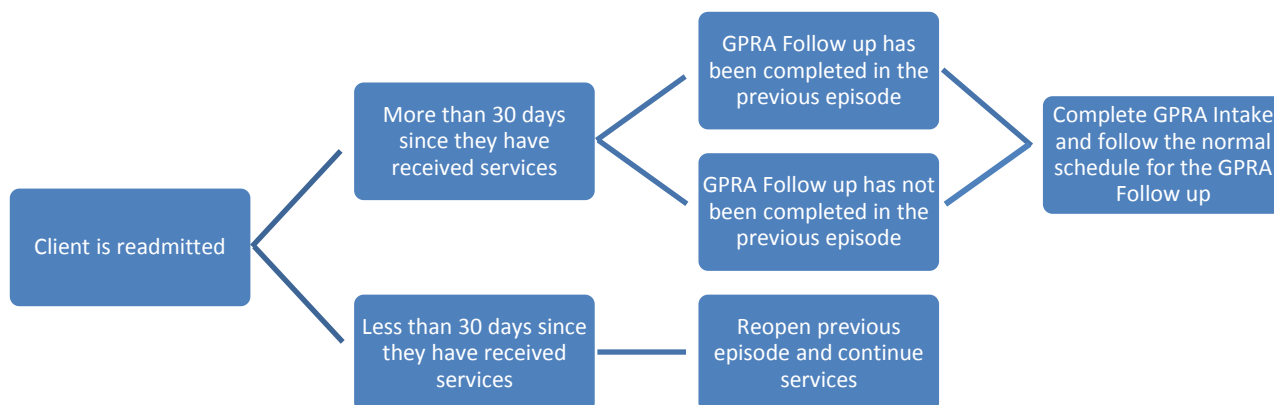 Client is readmitted
More than 30 days
since they have
received services
Less than 30 days since
they have received
services
GPRA Follow up has
been completed in the
previous episode
GPRA Follow up has not
been completed in the
previous episode
Reopen previous
episode and continue
services
Complete GPRA Intake
and follow the normal
schedule for the GPRA
Follow up